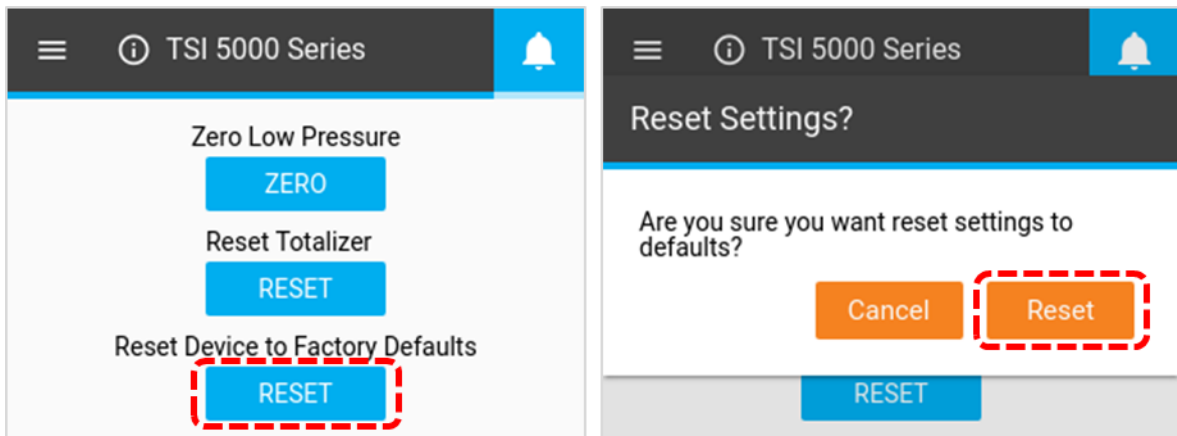 TSI 5000 Series
Zero Low Pressure
ZERO
Reset Totalizer
RESET
Reset Device to Factory Defaults
RESET
TSI 5000 Series
Reset Settings?
Are you sure you want reset settings to
defaults?
Cancel
Reset
RESET